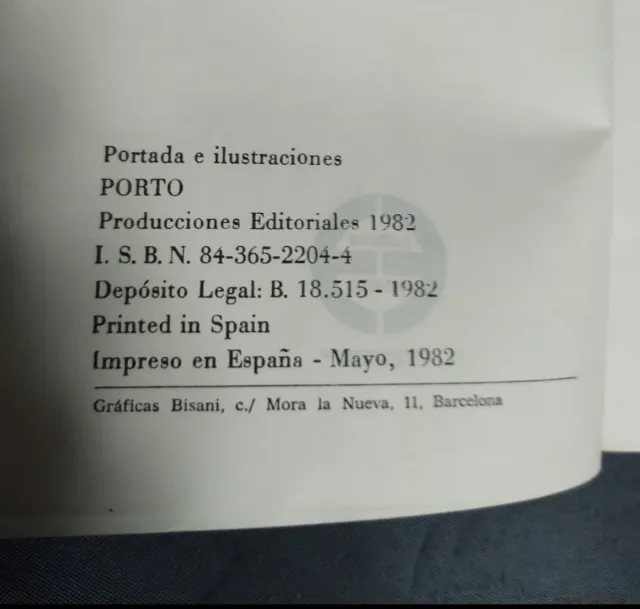 Portada e ilustraciones
PORTO
Producciones Editoriales 1982
I. S. B. N. 84-365-2204-4
Depósito Legal: B. 18.515 - 1982
Printed in Spain
Impreso en España - Mayo, 1982
Gráficas Bisani, c./ Mora la Nueva, 11, Barcelona